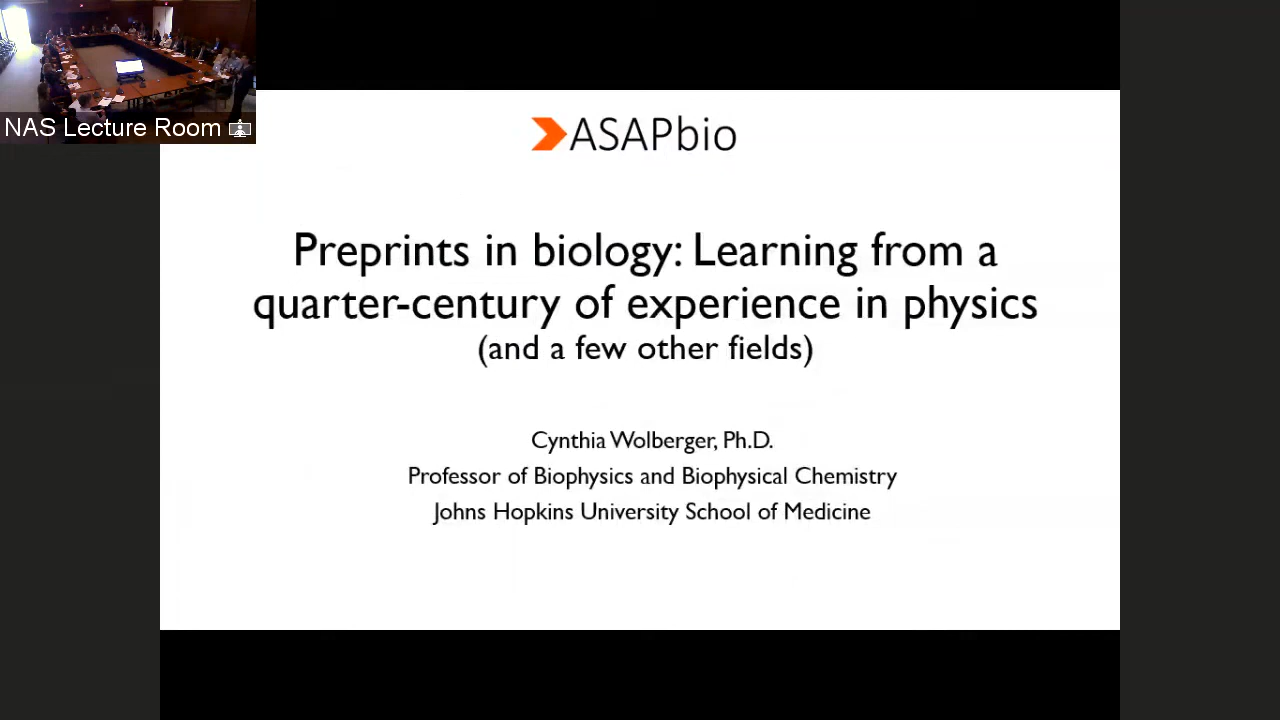 NAS Lecture Room
ASAPbio
Preprints in biology: Learning from a
quarter-century of experience in physics
(and a few other fields)
Cynthia Wolberger, Ph.D.
Professor of Biophysics and Biophysical Chemistry
Johns Hopkins University School of Medicine